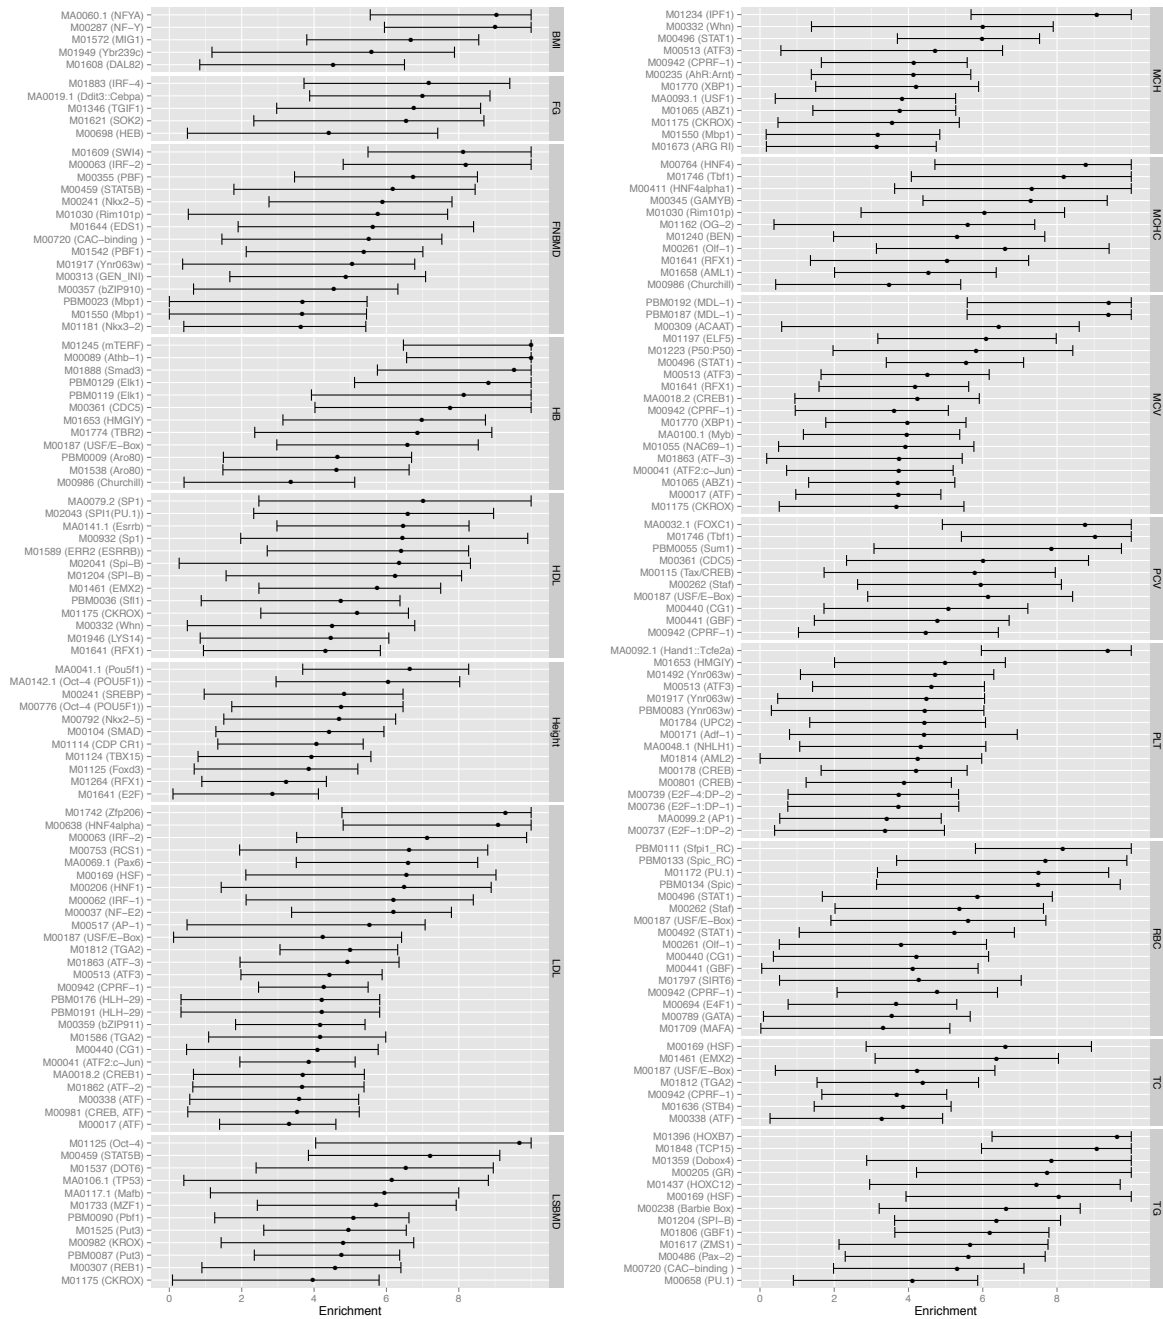 MA0060.1 (NFYA)
M00287 (NF−Y)
M01572 (MIG1)
M01949 (Ybr239c)
M01608 (DAL82)
BMI
M01883 (IRF−4)
MA0019.1 (Ddit3::Cebpa)
M01346 (TGIF1)
M01621 (SOK2)
M00698 (HEB)
FG
M01609 (SWI4)
M00063 (IRF−2)
M00355 (PBF)
M00459 (STAT5B)
M00241 (Nkx2−5)
M01030 (Rim101p)
M01644 (EDS1)
M00720 (CAC−binding )
M01542 (PBF1)
M01917 (Ynr063w)
M00313 (GEN_INI)
M00357 (bZIP910)
PBM0023 (Mbp1)
M01550 (Mbp1)
M01181 (Nkx3−2)
FNBMD
M01245 (mTERF)
M00089 (Athb−1)
M01888 (Smad3)
PBM0129 (Elk1)
PBM0119 (Elk1)
M00361 (CDC5)
M01653 (HMGIY)
M01774 (TBR2)
M00187 (USF/E−Box)
PBM0009 (Aro80)
M01538 (Aro80)
M00986 (Churchill)
HB
MA0079.2 (SP1)
M02043 (SPI1(PU.1))
MA0141.1 (Esrrb)
M00932 (Sp1)
M01589 (ERR2 (ESRRB))
M02041 (Spi−B)
M01204 (SPI−B)
M01461 (EMX2)
PBM0036 (Sfl1)
M01175 (CKROX)
M00332 (Whn)
M01946 (LYS14)
M01641 (RFX1)
HDL
MA0041.1 (Pou5f1)
MA0142.1 (Oct−4 (POU5F1))
M00241 (SREBP)
M00776 (Oct−4 (POU5F1))
M00792 (Nkx2−5)
M00104 (SMAD)
M01114 (CDP CR1)
M01124 (TBX15)
M01125 (Foxd3)
M01264 (RFX1)
M01641 (E2F)
Height
M01742 (Zfp206)
M00638 (HNF4alpha)
M00063 (IRF−2)
M00753 (RCS1)
MA0069.1 (Pax6)
M00169 (HSF)
M00206 (HNF1)
M00062 (IRF−1)
M00037 (NF−E2)
M00517 (AP−1)
M00187 (USF/E−Box)
M01812 (TGA2)
M01863 (ATF−3)
M00513 (ATF3)
M00942 (CPRF−1)
PBM0176 (HLH−29)
PBM0191 (HLH−29)
M00359 (bZIP911)
M01586 (TGA2)
M00440 (CG1)
M00041 (ATF2:c−Jun)
MA0018.2 (CREB1)
M01862 (ATF−2)
M00338 (ATF)
M00981 (CREB, ATF)
M00017 (ATF)
LDL
M01125 (Oct−4)
M00459 (STAT5B)
M01537 (DOT6)
MA0106.1 (TP53)
MA0117.1 (Mafb)
M01733 (MZF1)
PBM0090 (Pbf1)
M01525 (Put3)
M00982 (KROX)
PBM0087 (Put3)
M00307 (REB1)
M01175 (CKROX)
LSBMD
0 2 4 6 8
Enrichment
M01234 (IPF1)
M00332 (Whn)
M00496 (STAT1)
M00513 (ATF3)
M00942 (CPRF−1)
M00235 (AhR:Arnt)
M01770 (XBP1)
MA0093.1 (USF1)
M01065 (ABZ1)
M01175 (CKROX)
M01550 (Mbp1)
M01673 (ARG RI)
MCH
M00764 (HNF4)
M01746 (Tbf1)
M00411 (HNF4alpha1)
M00345 (GAMYB)
M01030 (Rim101p)
M01162 (OG−2)
M01240 (BEN)
M00261 (Olf−1)
M01641 (RFX1)
M01658 (AML1)
M00986 (Churchill)
MCHC
PBM0192 (MDL−1)
PBM0187 (MDL−1)
M00309 (ACAAT)
M01197 (ELF5)
M01223 (P50:P50)
M00496 (STAT1)
M00513 (ATF3)
M01641 (RFX1)
MA0018.2 (CREB1)
M00942 (CPRF−1)
M01770 (XBP1)
MA0100.1 (Myb)
M01055 (NAC69−1)
M01863 (ATF−3)
M00041 (ATF2:c−Jun)
M01065 (ABZ1)
M00017 (ATF)
M01175 (CKROX)
MCV
MA0032.1 (FOXC1)
M01746 (Tbf1)
PBM0055 (Sum1)
M00361 (CDC5)
M00115 (Tax/CREB)
M00262 (Staf)
M00187 (USF/E−Box)
M00440 (CG1)
M00441 (GBF)
M00942 (CPRF−1)
PCV
MA0092.1 (Hand1::Tcfe2a)
M01653 (HMGIY)
M01492 (Ynr063w)
M00513 (ATF3)
M01917 (Ynr063w)
PBM0083 (Ynr063w)
M01784 (UPC2)
M00171 (Adf−1)
MA0048.1 (NHLH1)
M01814 (AML2)
M00178 (CREB)
M00801 (CREB)
M00739 (E2F−4:DP−2)
M00736 (E2F−1:DP−1)
MA0099.2 (AP1)
M00737 (E2F−1:DP−2)
PLT
PBM0111 (Sfpi1_RC)
PBM0133 (Spic_RC)
M01172 (PU.1)
PBM0134 (Spic)
M00496 (STAT1)
M00262 (Staf)
M00187 (USF/E−Box)
M00492 (STAT1)
M00261 (Olf−1)
M00440 (CG1)
M00441 (GBF)
M01797 (SIRT6)
M00942 (CPRF−1)
M00694 (E4F1)
M00789 (GATA)
M01709 (MAFA)
RBC
M00169 (HSF)
M01461 (EMX2)
M00187 (USF/E−Box)
M01812 (TGA2)
M00942 (CPRF−1)
M01636 (STB4)
M00338 (ATF)
TC
M01396 (HOXB7)
M01848 (TCP15)
M01359 (Dobox4)
M00205 (GR)
M01437 (HOXC12)
M00169 (HSF)
M00238 (Barbie Box)
M01204 (SPI−B)
M01806 (GBF1)
M01617 (ZMS1)
M00486 (Pax−2)
M00720 (CAC−binding )
M00658 (PU.1)
TG
0 2 4 6 8
Enrichment